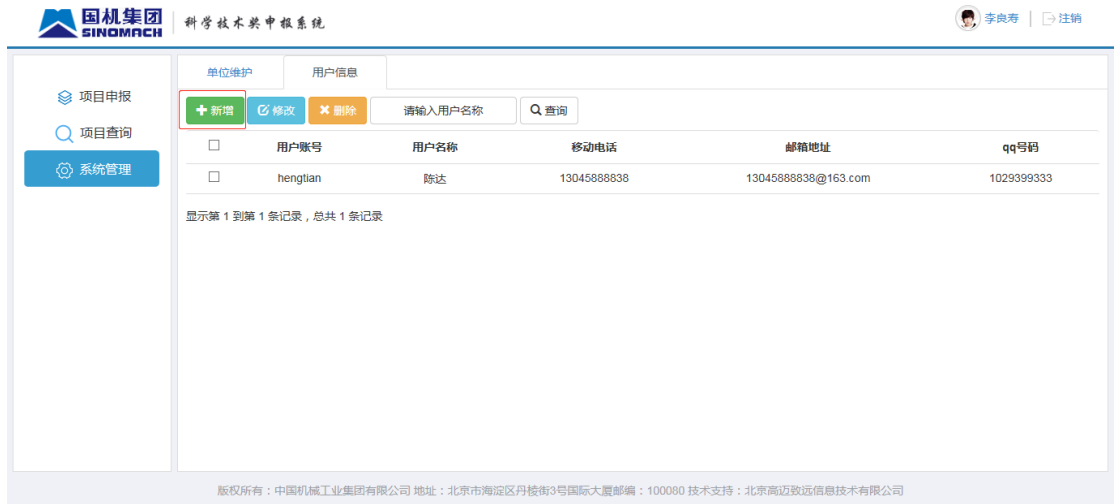 国机集团
SINOMACH
科学技术奖申报系统
李良寿
注销
单位维护 用户信息
项目申报
项目查询
系统管理
新增 修改 删除 请输入用户名称 查询
用户账号 用户名称 移动电话 邮箱地址 qq号码
hengtian 陈达 13045888838 13045888838@163.com 1029399333
显示第 1 到第 1 条记录，总共 1 条记录
版权所有：中国机械工业集团有限公司 地址：北京市海淀区丹棱街3号国际大厦邮编：100080 技术支持：北京高迈致远信息技术有限公司